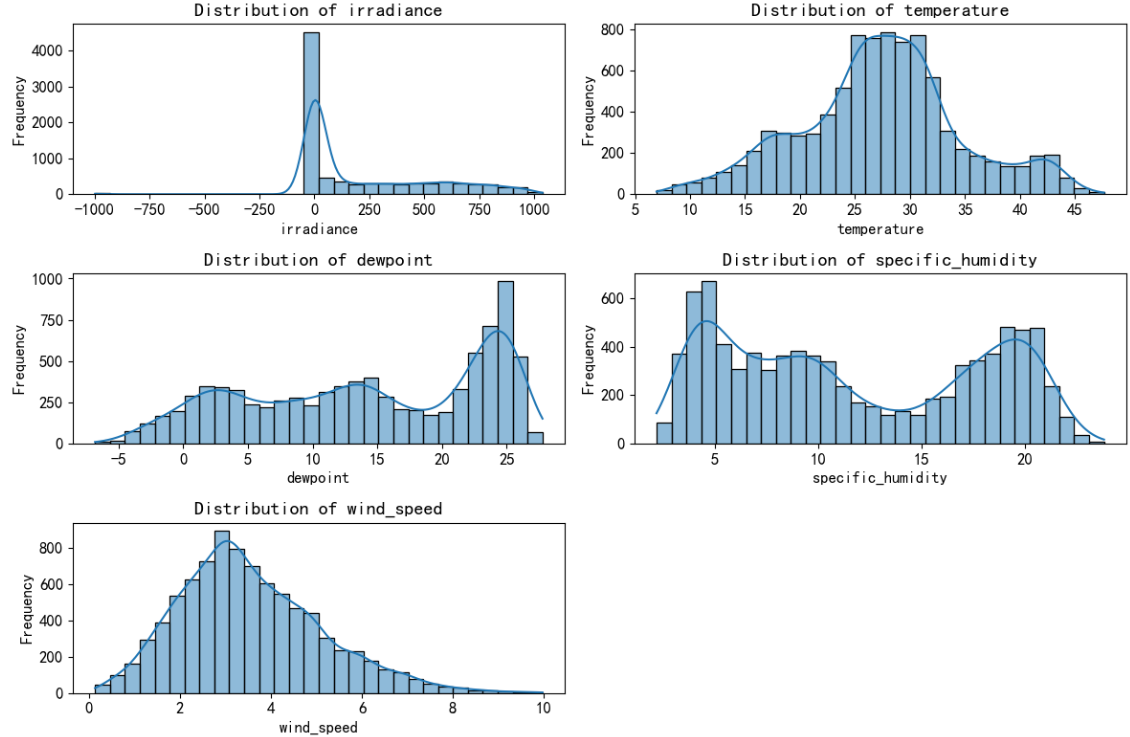 Distribution of irradiance
Frequency
4000
3000
2000
1000
0
−1000 −750 −500 −250 0 250 500 750 1000
irradiance
Distribution of temperature
Frequency
800
600
400
200
0
5 10 15 20 25 30 35 40 45
temperature
Distribution of dewpoint
Frequency
1000
750
500
250
0
−5 0 5 10 15 20 25
dewpoint
Distribution of specific_humidity
Frequency
600
400
200
0
5 10 15 20
specific_humidity
Distribution of wind_speed
Frequency
800
600
400
200
0
0 2 4 6 8 10
wind_speed